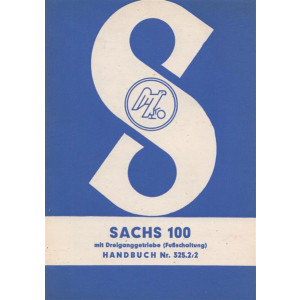 S
SACHS 100
mit Dreiganggetriebe (Fußschaltung)
HANDBUCH Nr. 325.2/2